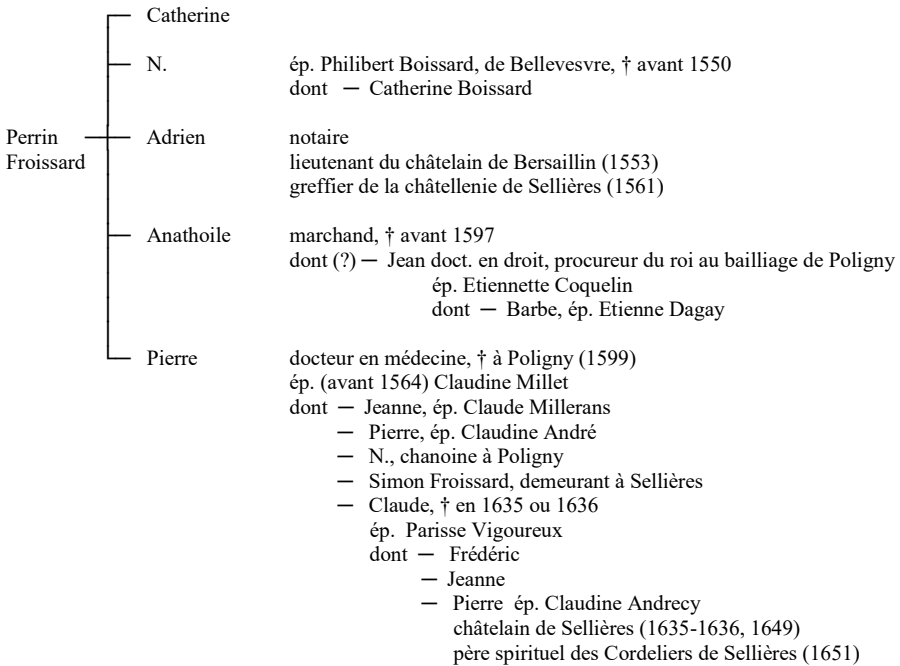 Catherine
N. ép. Philibert Boissard, de Bellevesvre, † avant 1550
dont — Catherine Boissard
Perrin Froissard
Adrien notaire
lieutenant du châtelain de Bersaillin (1553)
greffier de la châtellenie de Sellières (1561)
Anathoile marchand, † avant 1597
dont (?) — Jean doct. en droit, procureur du roi au bailliage de Poligny
ép. Etiennette Coquelin
dont — Barbe, ép. Etienne Dagay
Pierre docteur en médecine, † à Poligny (1599)
ép. (avant 1564) Claudine Millet
dont — Jeanne, ép. Claude Millerans
— Pierre, ép. Claudine André
— N., chanoine à Poligny
— Simon Froissard, demeurant à Sellières
— Claude, † en 1635 ou 1636
ép. Parisse Vigoureux
dont — Frédéric
— Jeanne
— Pierre ép. Claudine Andrecy
châtelain de Sellières (1635-1636, 1649)
père spirituel des Cordeliers de Sellières (1651)